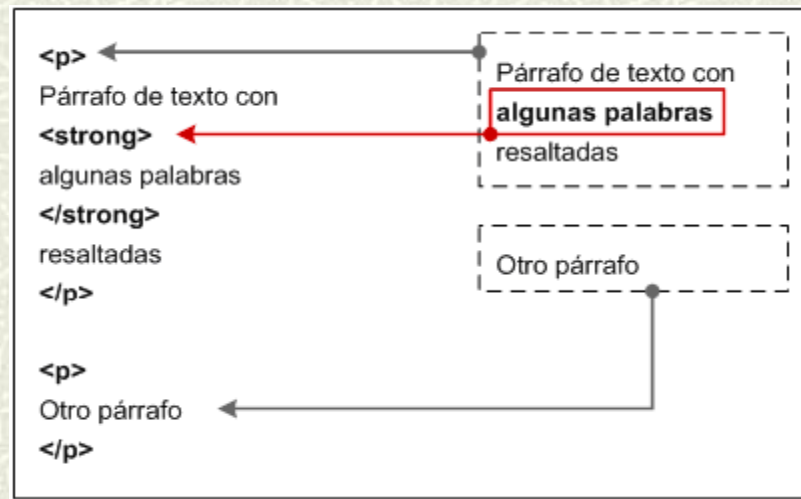 <p>
Párrafo de texto con
<strong>
algunas palabras
</strong>
resaltadas
</p>
<p>
Otro párrafo
</p>
Párrafo de texto con
algunas palabras
resaltadas
Otro párrafo